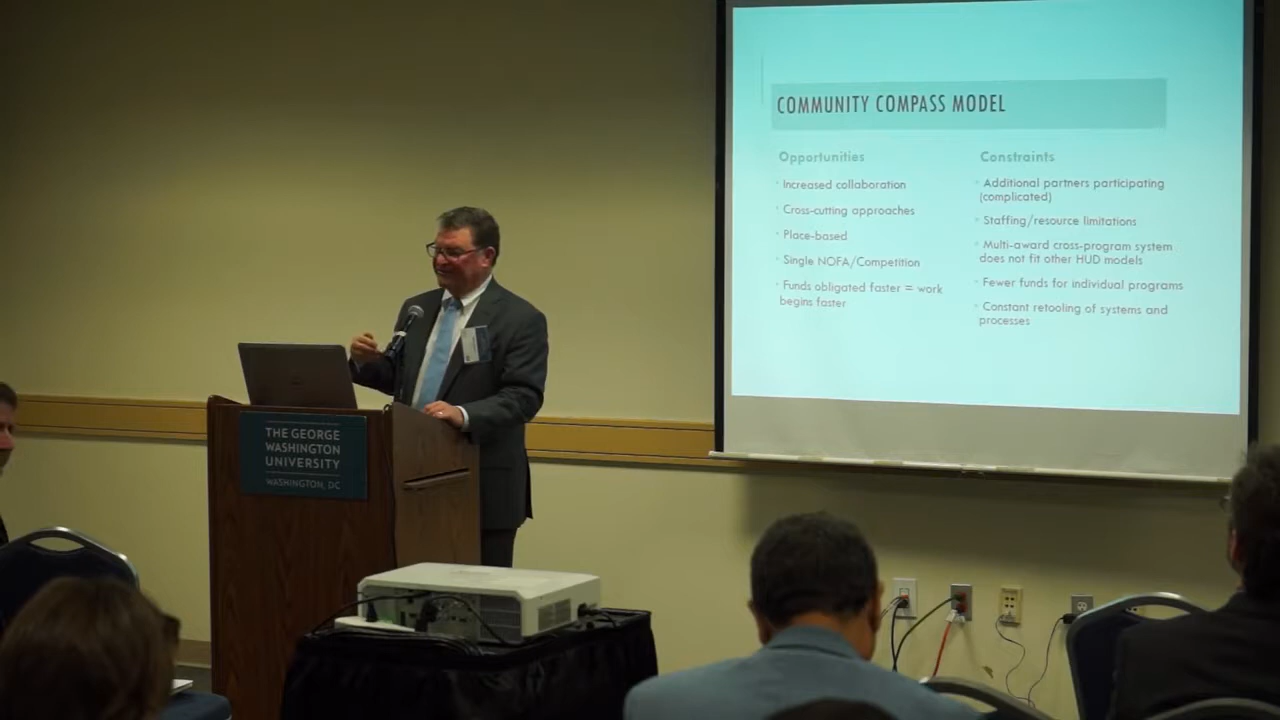 COMMUNITY COMPASS MODEL
Opportunities
Increased collaboration
Cross-cutting approaches
Place-based
Single NOFA/Competition
Funds obligated faster = work
begins faster
Constraints
Additional partners participating
(complicated)
Staffing/resource limitations
Multi-award cross-program system
does not fit other HUD models
Fewer funds for individual programs
Constant retooling of systems and
processes
THE GEORGE
WASHINGTON
UNIVERSITY
WASHINGTON, DC